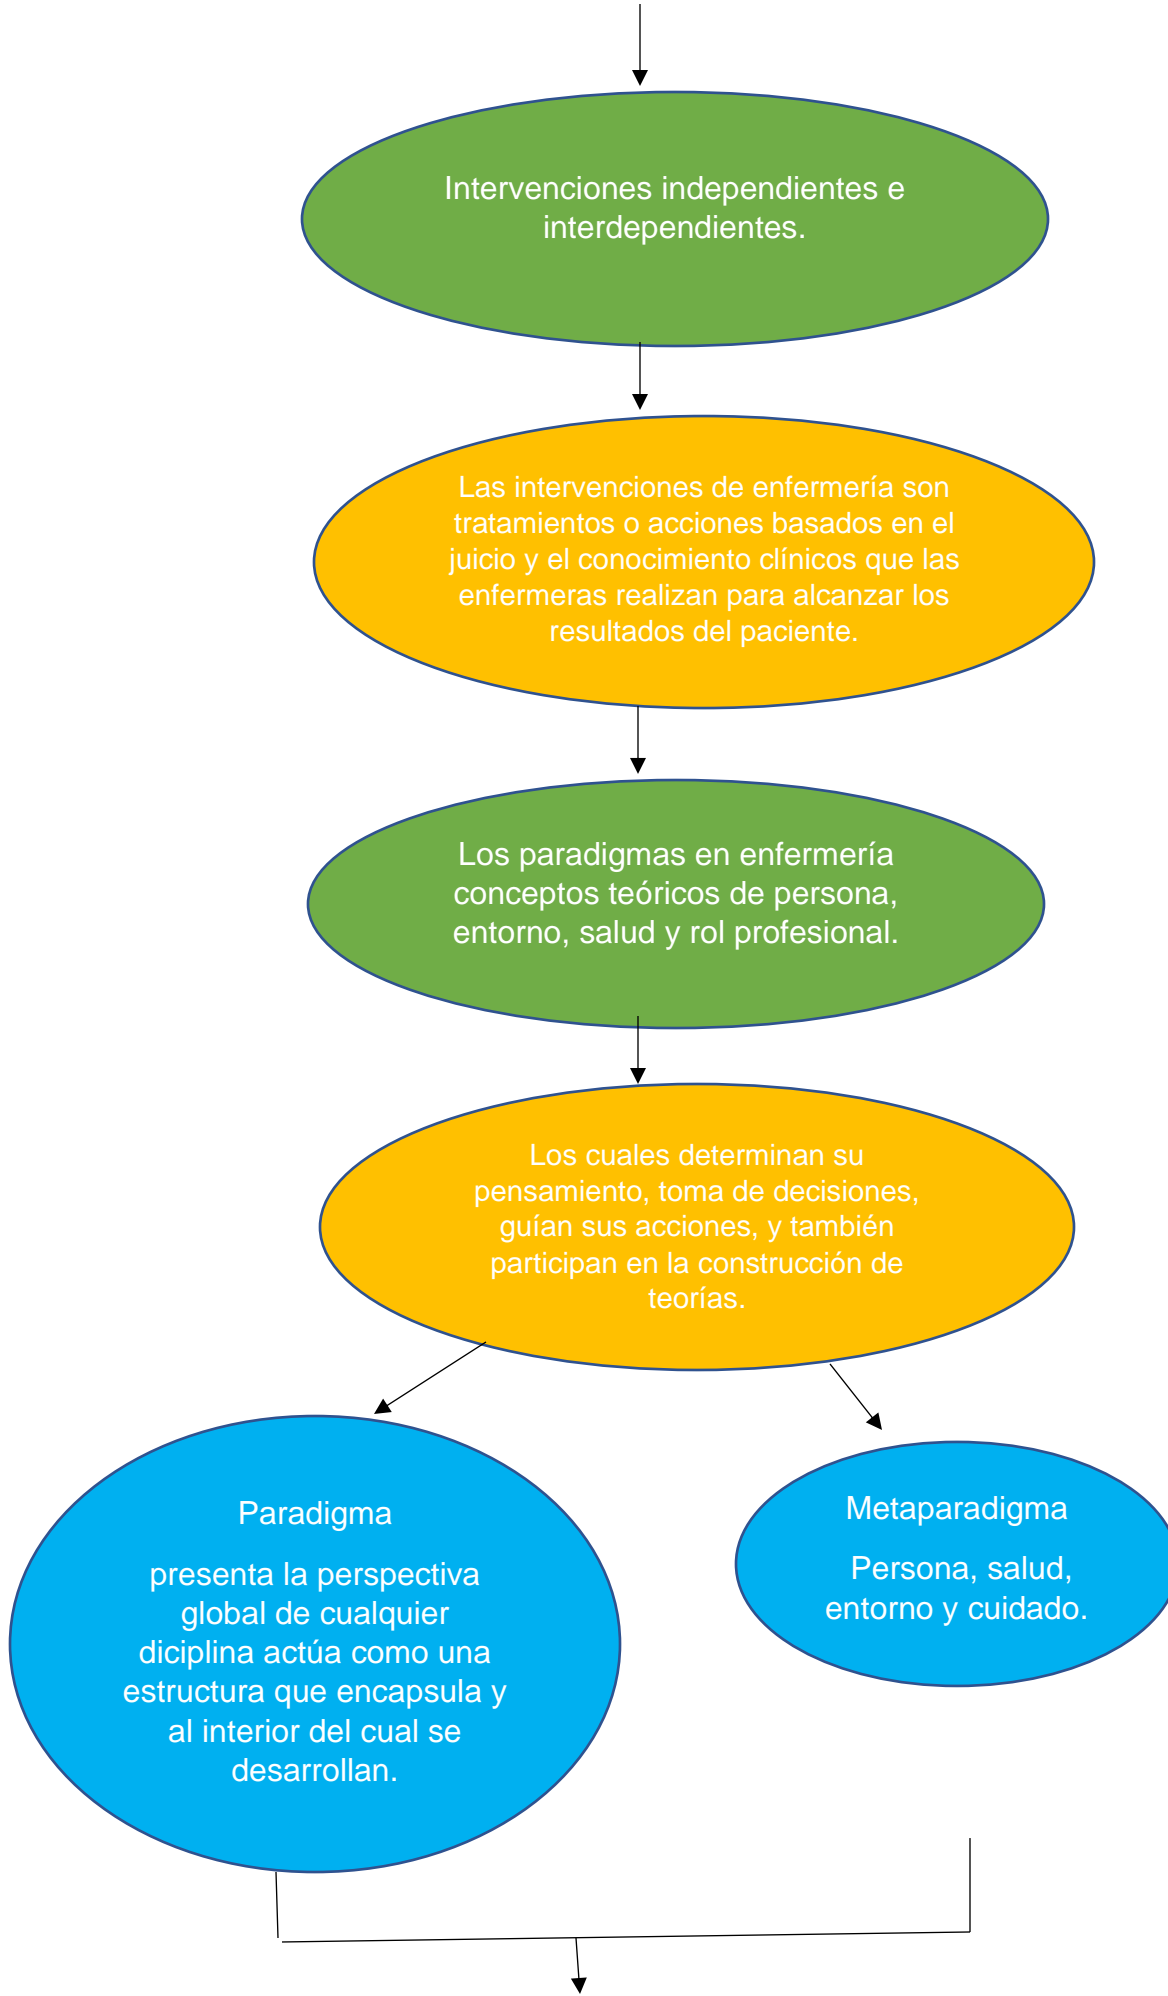 Intervenciones independientes e
interdependientes.
Las intervenciones de enfermería son
tratamientos o acciones basados en el
juicio y el conocimiento clínicos que las
enfermeras realizan para alcanzar los
resultados del paciente.
Los paradigmas en enfermería
conceptos teóricos de persona,
entorno, salud y rol profesional.
Los cuales determinan su
pensamiento, toma de decisiones,
guían sus acciones, y también
participan en la construcción de
teorías.
Paradigma
presenta la perspectiva
global de cualquier
diciplina actúa como una
estructura que encapsula y
al interior del cual se
desarrollan.
Metaparadigma
Persona, salud,
entorno y cuidado.